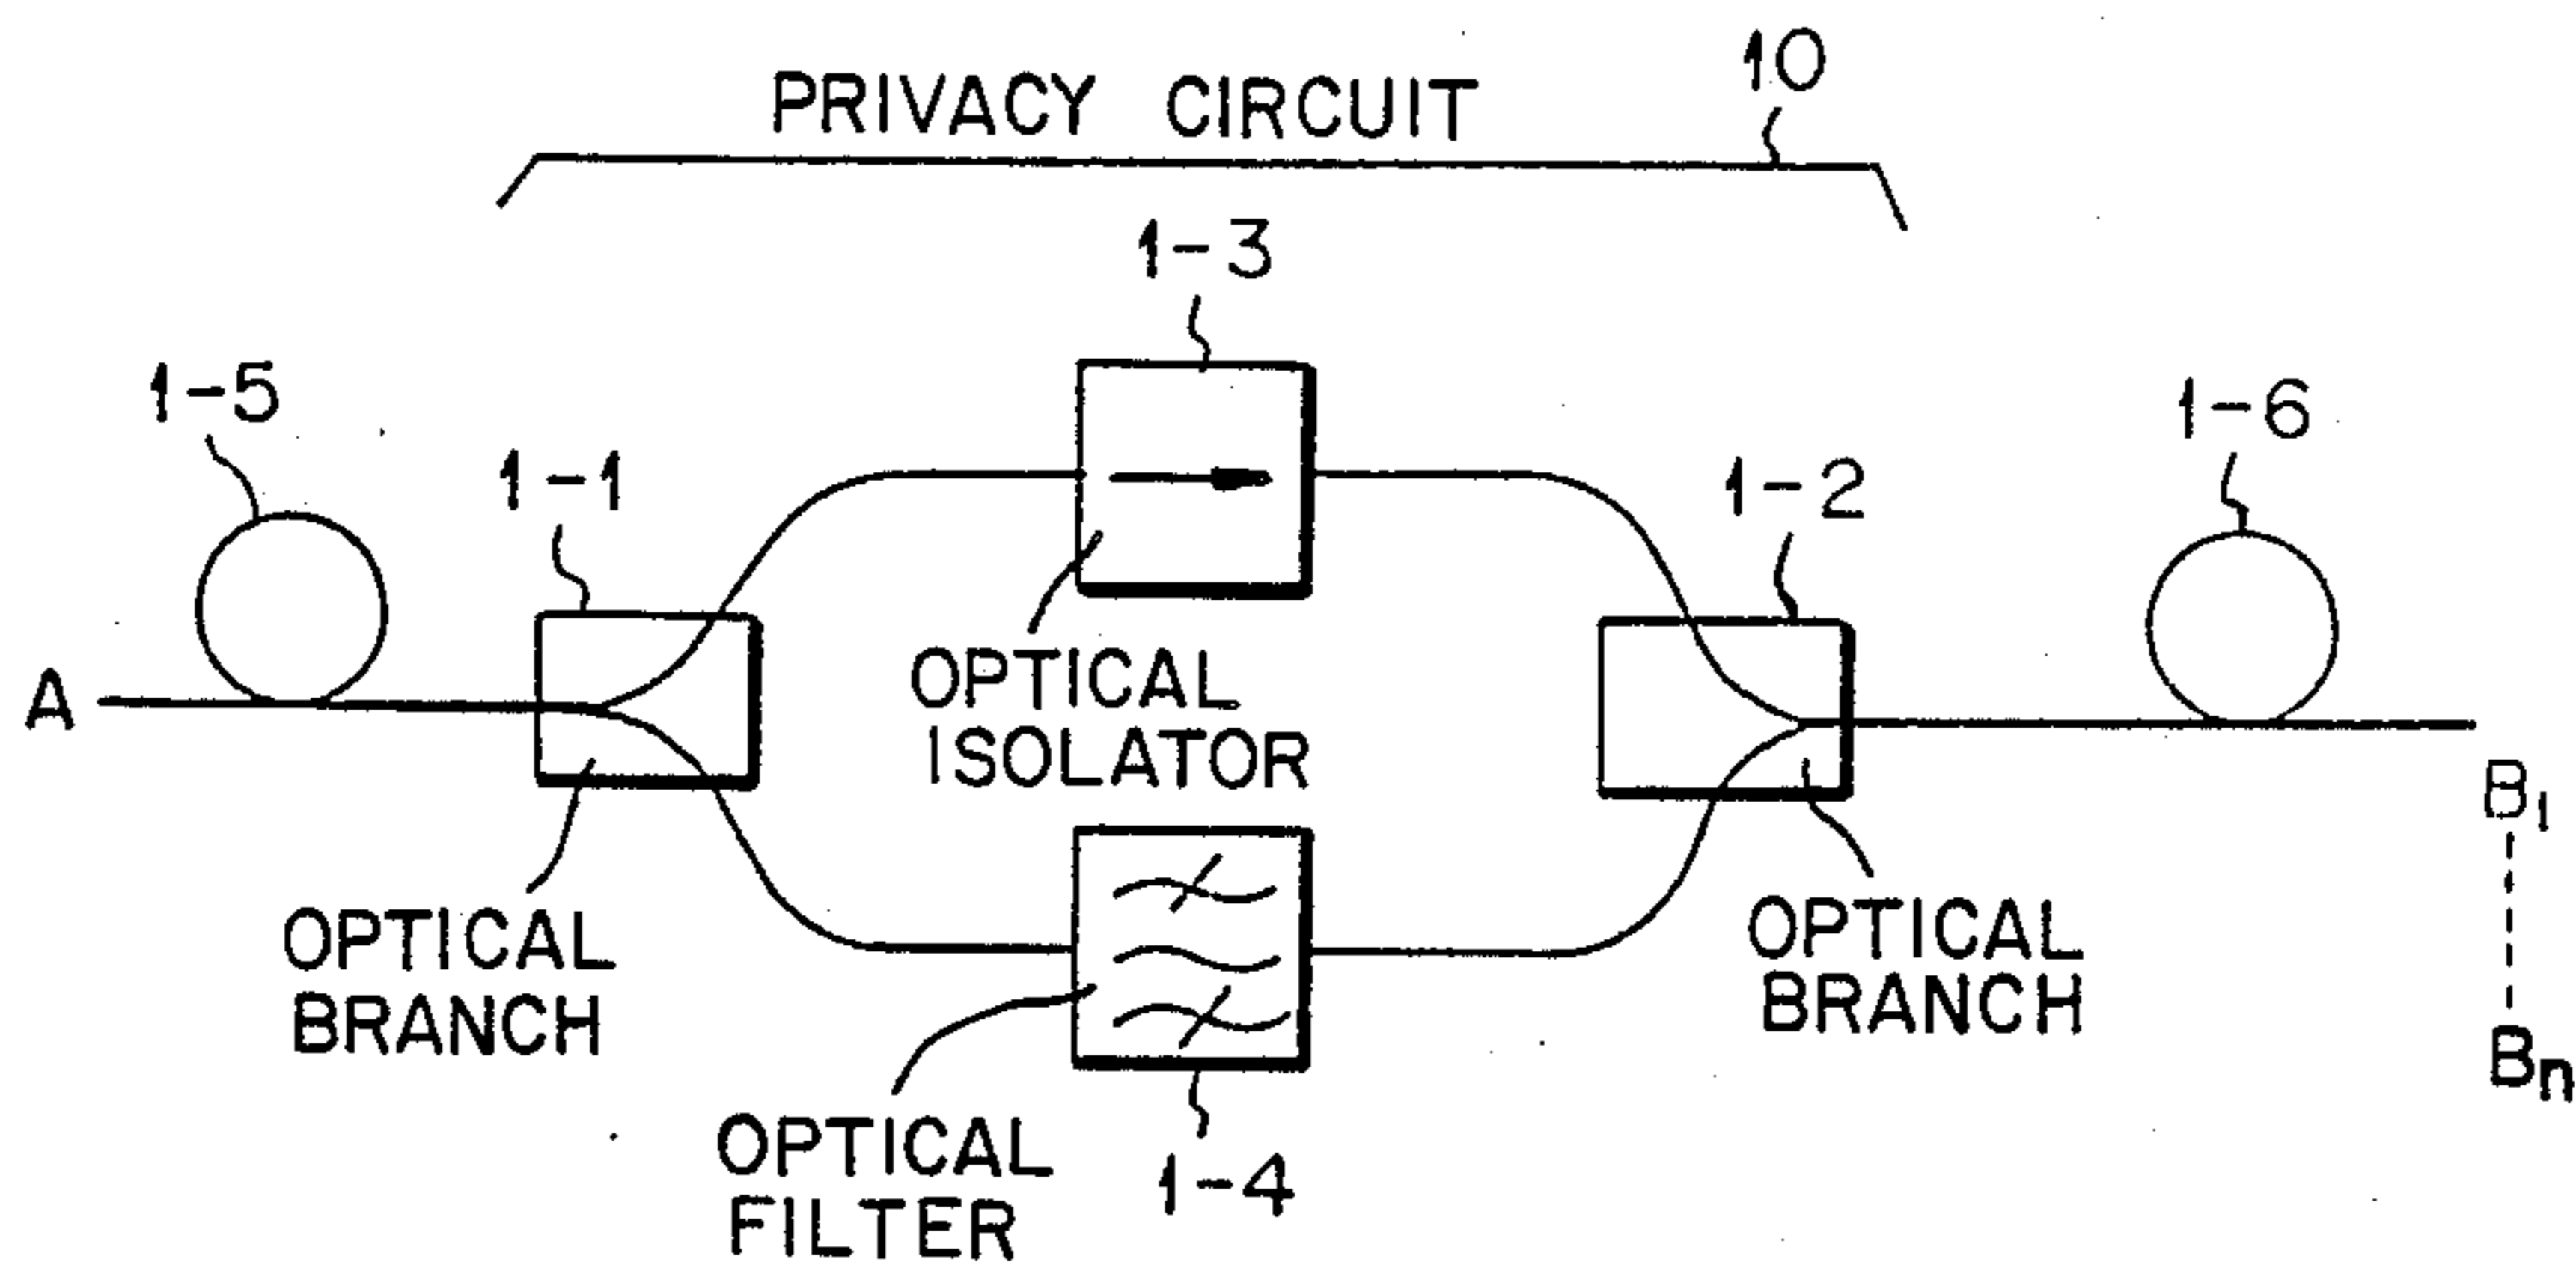 PRIVACY CIRCUIT
10
1-3
1-5
1-6
1-1
1-2
OPTICAL
ISOLATOR
A
B1
OPTICAL
BRANCH
OPTICAL
BRANCH
Bn
OPTICAL
FILTER
1-4